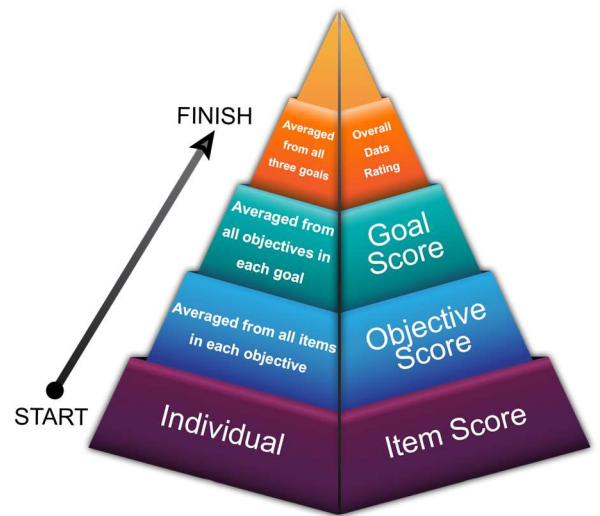 FINISH
START
Averaged
from all
three goals
Overall
Data
Rating
Averaged from
all objectives in
each goal
Goal
Score
Averaged from all items
in each objective
Objective
Score
Individual
Item Score